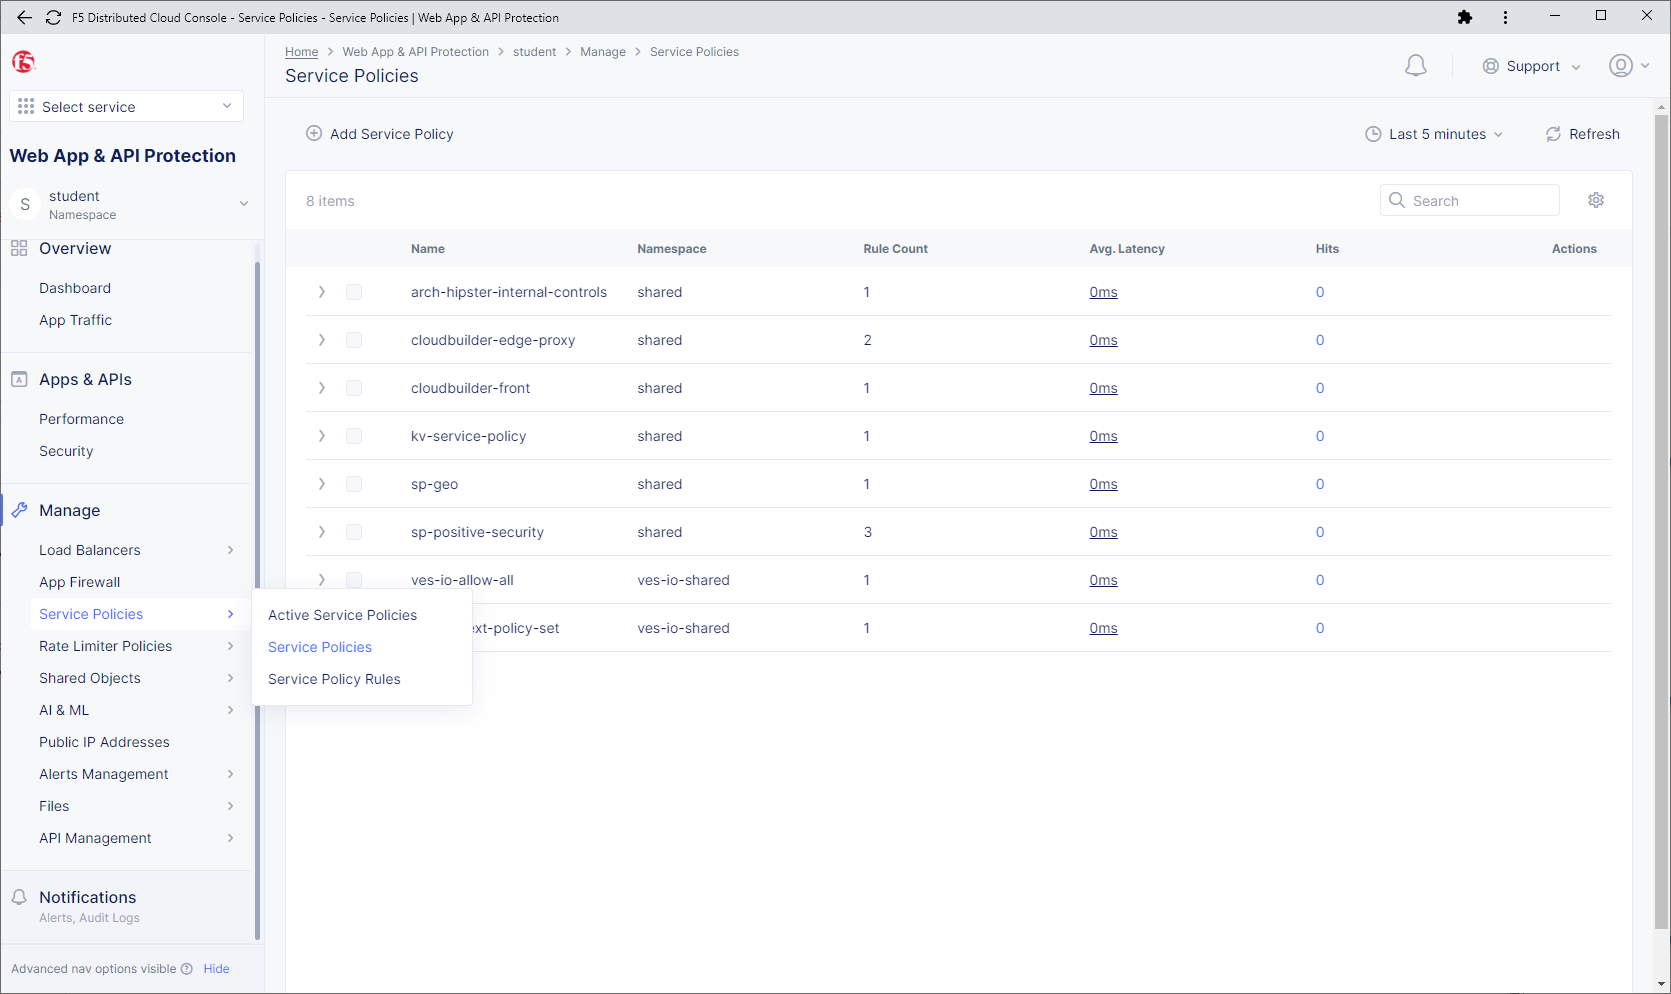 F5 Distributed Cloud Console - Service Policies - Service Policies | Web App & API Protection
f5
Select service
Web App & API Protection
S
student
Namespace
Overview
Dashboard
App Traffic
A
Apps & APIs
Performance
Security
Manage
Load Balancers
App Firewall
Service Policies
Rate Limiter Policies
Shared Objects
AI & ML
Public IP Addresses
Alerts Management
Files
API Management
Notifications
Alerts, Audit Logs
Advanced nav options visible ? Hide
Active Service Policies
Service Policies
Service Policy Rules
Home > Web App & API Protection > student > Manage > Service Policies
Service Policies
Support
Add Service Policy
Last 5 minutes
Refresh
8 items
Search
Name Namespace Rule Count Avg. Latency Hits Actions
arch-hipster-internal-controls shared 1 0ms 0
cloudbuilder-edge-proxy shared 2 0ms 0
cloudbuilder-front shared 1 0ms 0
kv-service-policy shared 1 0ms 0
sp-geo shared 1 0ms 0
sp-positive-security shared 3 0ms 0
ves-io-allow-all ves-io-shared 1 0ms 0
ext-policy-set ves-io-shared 1 0ms 0